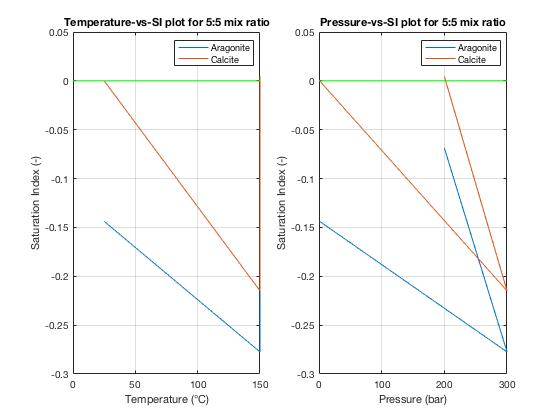 Temperature-vs-SI plot for 5:5 mix ratio
Aragonite
Calcite
0.05
0
-0.05
-0.1
-0.15
-0.2
-0.25
-0.3
Saturation Index (-)
0 50 100 150
Temperature (°C)
Pressure-vs-SI plot for 5:5 mix ratio
Aragonite
Calcite
0.05
0
-0.05
-0.1
-0.15
-0.2
-0.25
-0.3
Saturation Index (-)
0 100 200 300
Pressure (bar)